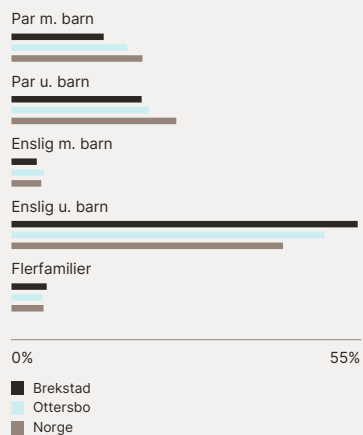 Par m. barn
Par u. barn
Enslig m. barn
Enslig u. barn
Flerfamilier
0% 55%
Brekstad
Ottersbo
Norge